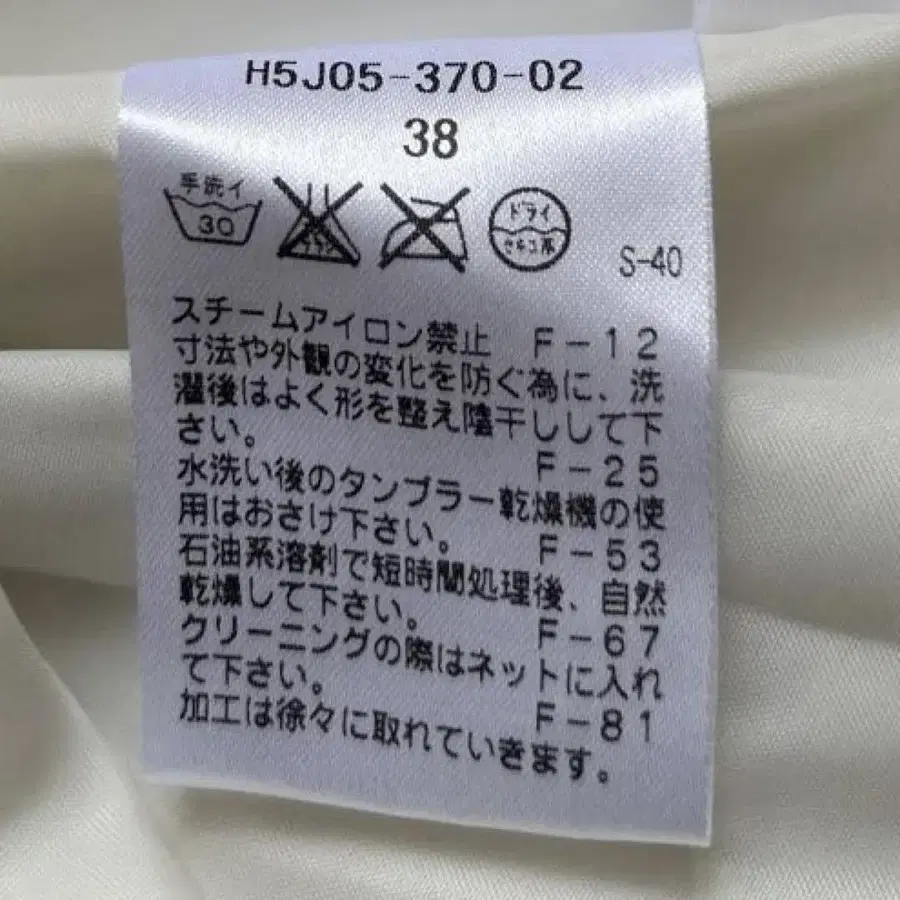 H5J05-370-02
38
手洗イ
30
ドライ
セキユ系
S-40
スチームアイロン禁止 F-12
寸法や外観の変化を防ぐ為に、洗
濯後はよく形を整え陰干しして下
さい。 F-25
水洗い後のタンブラー乾燥機の使
用はおさけ下さい。 F-53
石油系溶剤で短時間処理後、自然
乾燥して下さい。 F-67
クリーニングの際はネットに入れ
て下さい。 F-81
加工は徐々に取れていきます。